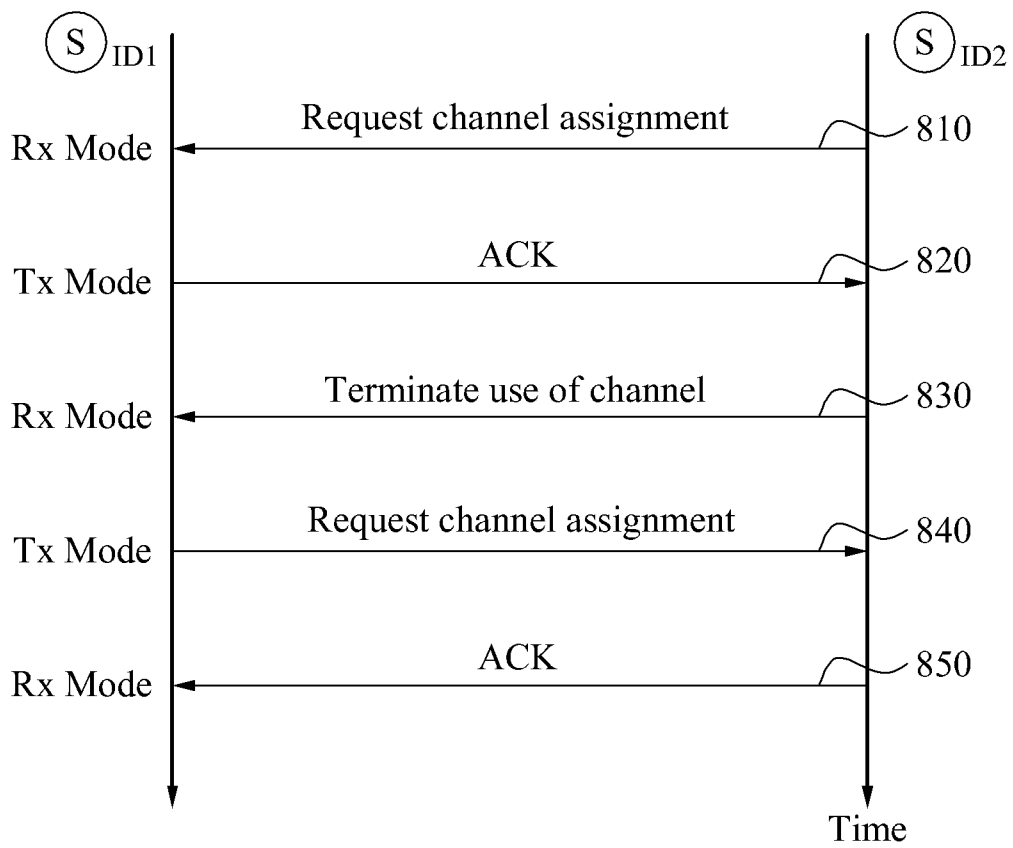 S ID1
S ID2
Request channel assignment
810
Rx Mode
ACK
820
Tx Mode
Terminate use of channel
830
Rx Mode
Request channel assignment
840
Tx Mode
ACK
850
Rx Mode
Time